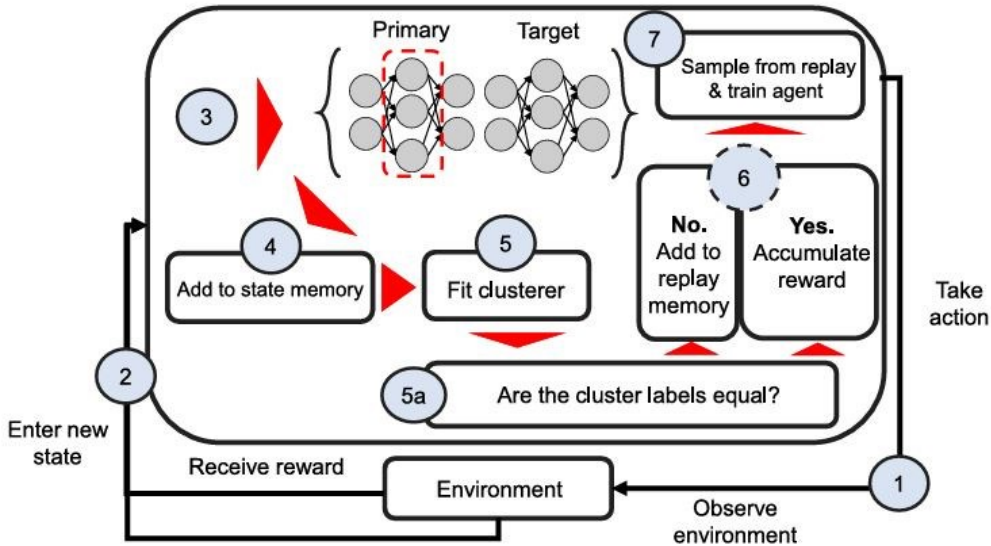 Primary
Target
7
Sample from replay
& train agent
3
6
No.
Add to
replay
memory
Yes.
Accumulate
reward
4
Add to state memory
5
Fit clusterer
Take
action
2
5a
Are the cluster labels equal?
Enter new
state
Receive reward
Environment
1
Observe
environment